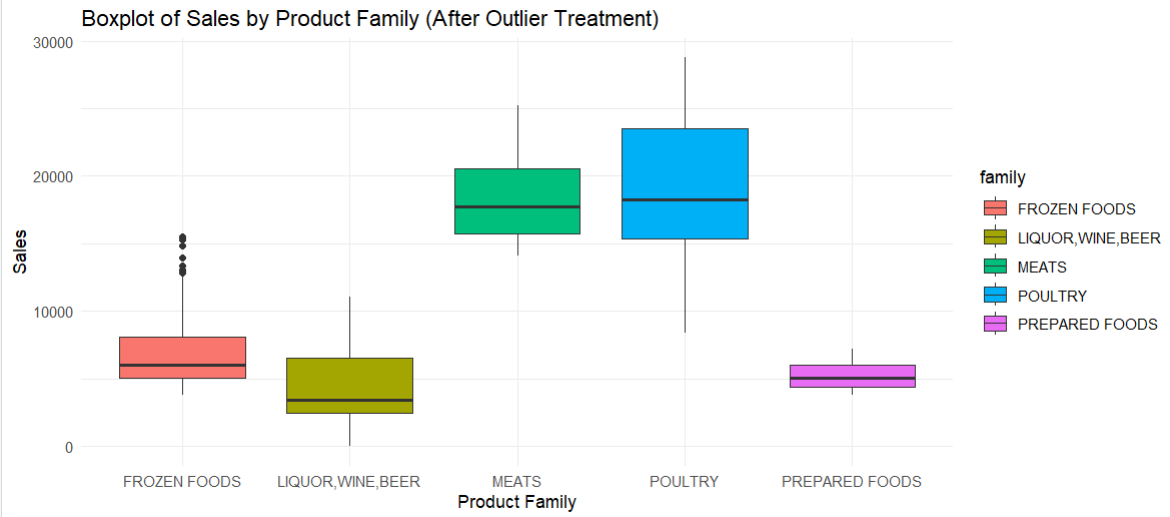 Boxplot of Sales by Product Family (After Outlier Treatment)
30000
20000
10000
0
Sales
FROZEN FOODS
LIQUOR,WINE,BEER
MEATS
POULTRY
PREPARED FOODS
Product Family
family
FROZEN FOODS
LIQUOR,WINE,BEER
MEATS
POULTRY
PREPARED FOODS